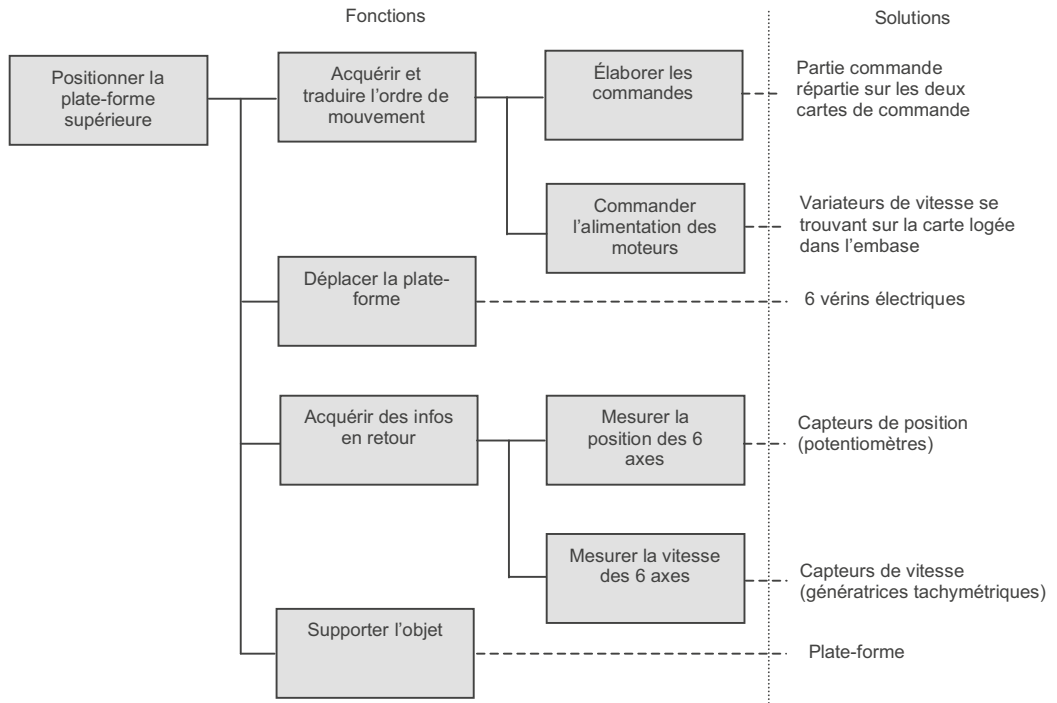 Fonctions
Solutions
Positionner la
plate-forme
supérieure
Acquérir et
traduire l’ordre de
mouvement
Élaborer les
commandes
Partie commande
répartie sur les deux
cartes de commande
Commander
l’alimentation des
moteurs
Variateurs de vitesse se
trouvant sur la carte logée
dans l’embase
Déplacer la plate-
forme
6 vérins électriques
Acquérir des infos
en retour
Mesurer la
position des 6
axes
Capteurs de position
(potentiomètres)
Mesurer la vitesse
des 6 axes
Capteurs de vitesse
(génératrices tachymétriques)
Supporter l’objet
Plate-forme